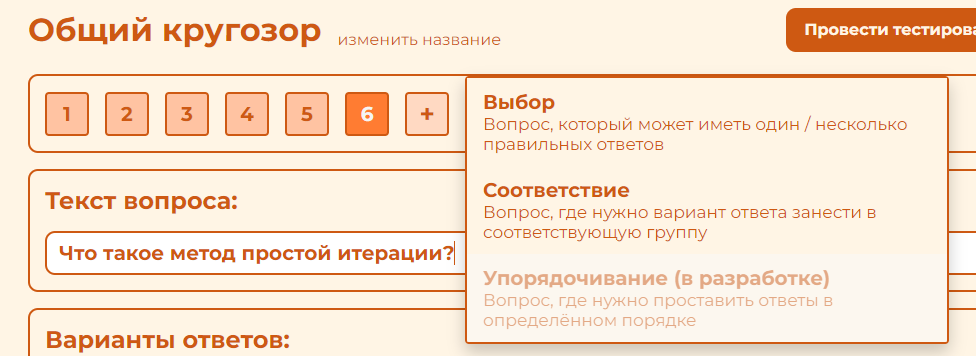 Общий кругозор изменить название
Провести тестирова
1 2 3 4 5 6 +
Выбор
Вопрос, который может иметь один / несколько
правильных ответов
Соответствие
Вопрос, где нужно вариант ответа занести в
соответствующую группу
Упорядочивание (в разработке)
Вопрос, где нужно проставить ответы в
определённом порядке
Текст вопроса:
Что такое метод простой итерации?
Варианты ответов: